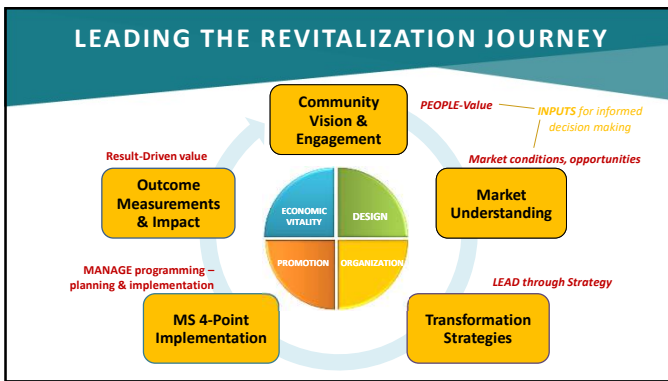 LEADING THE REVITALIZATION JOURNEY
Community
Vision &
Engagement
PEOPLE-Value
INPUTS for informed
decision making
Market conditions, opportunities
Market
Understanding
LEAD through Strategy
Transformation
Strategies
MS 4-Point
Implementation
MANAGE programming –
planning & implementation
Outcome
Measurements
& Impact
Result-Driven value
ECONOMIC
VITALITY
DESIGN
PROMOTION
ORGANIZATION